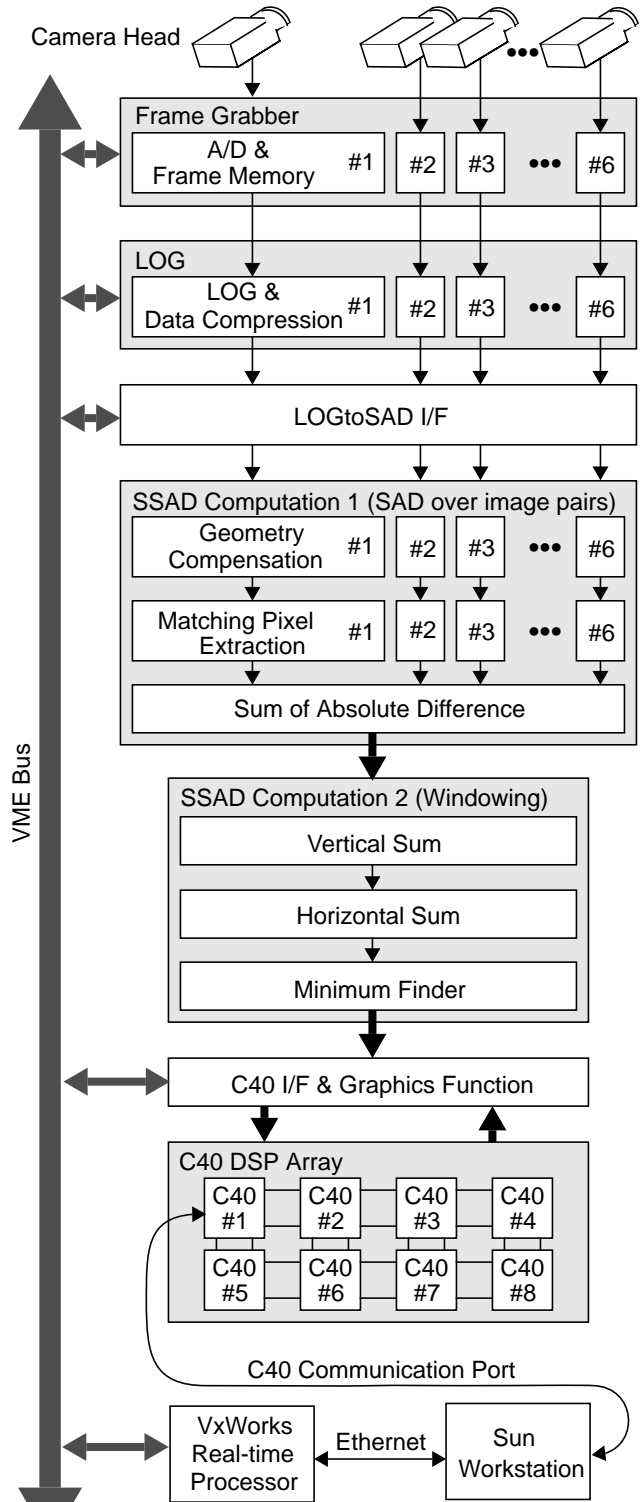 Camera Head
Frame Grabber
A/D &
Frame Memory
#1
#2
#3
•••
#6
LOG
LOG &
Data Compression
#1
#2
#3
•••
#6
LOGtoSAD I/F
SSAD Computation 1 (SAD over image pairs)
Geometry
Compensation
#1
#2
#3
•••
#6
Matching Pixel
Extraction
#1
#2
#3
•••
#6
Sum of Absolute Difference
VME Bus
SSAD Computation 2 (Windowing)
Vertical Sum
Horizontal Sum
Minimum Finder
C40 I/F & Graphics Function
C40 DSP Array
C40
#1
C40
#2
C40
#3
C40
#4
C40
#5
C40
#6
C40
#7
C40
#8
C40 Communication Port
VxWorks
Real-time
Processor
Ethernet
Sun
Workstation